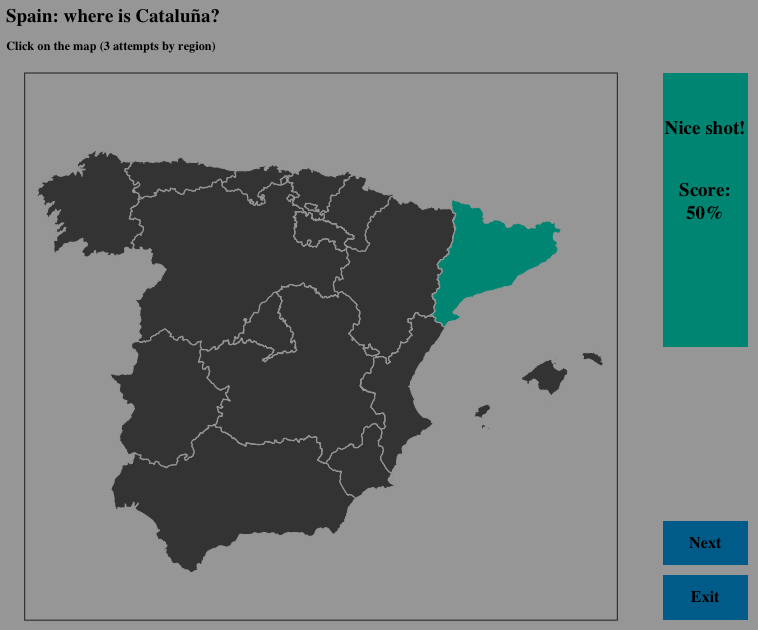 Spain: where is Cataluña?
Click on the map (3 attempts by region)
Nice shot!
Score:
50%
Next
Exit